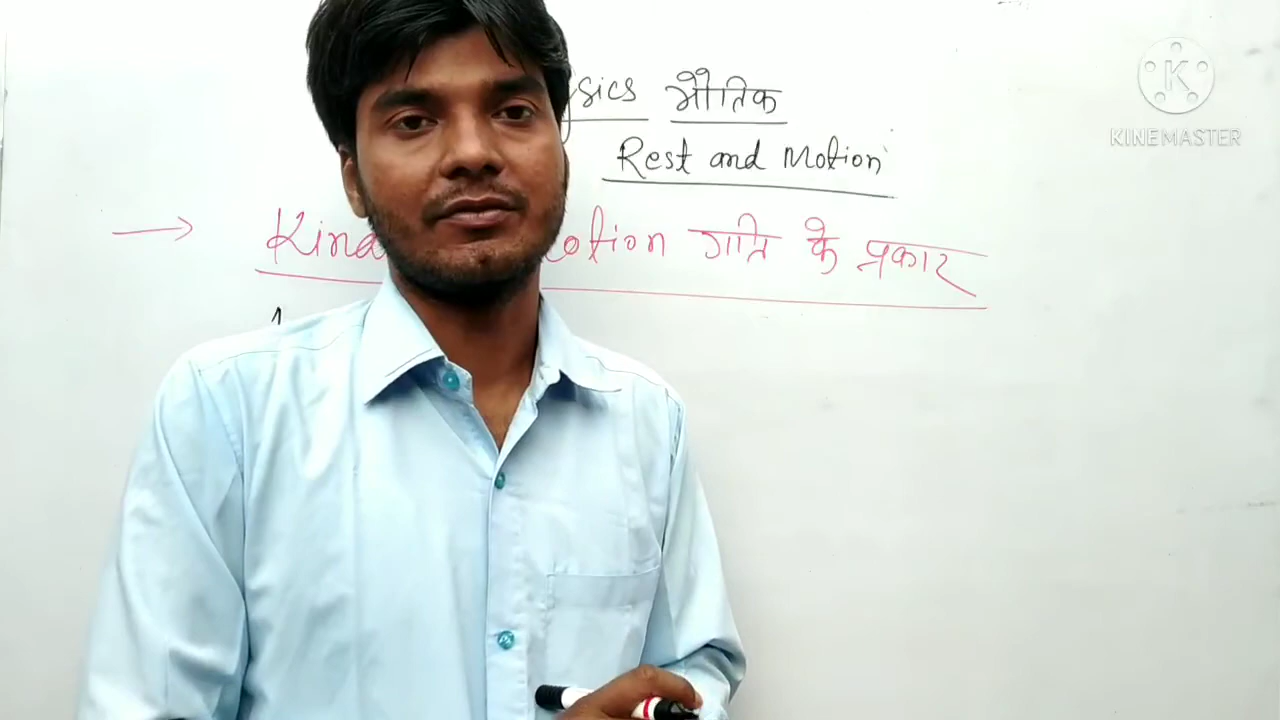 sics भौतिक
Rest and Motion
→ Kind otion गति के प्रकार
K
KINEMASTER